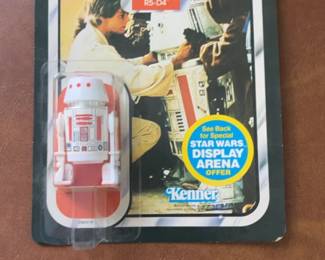 R5-D4
See Back
for Special
STAR WARS
DISPLAY
ARENA
OFFER
Kenner